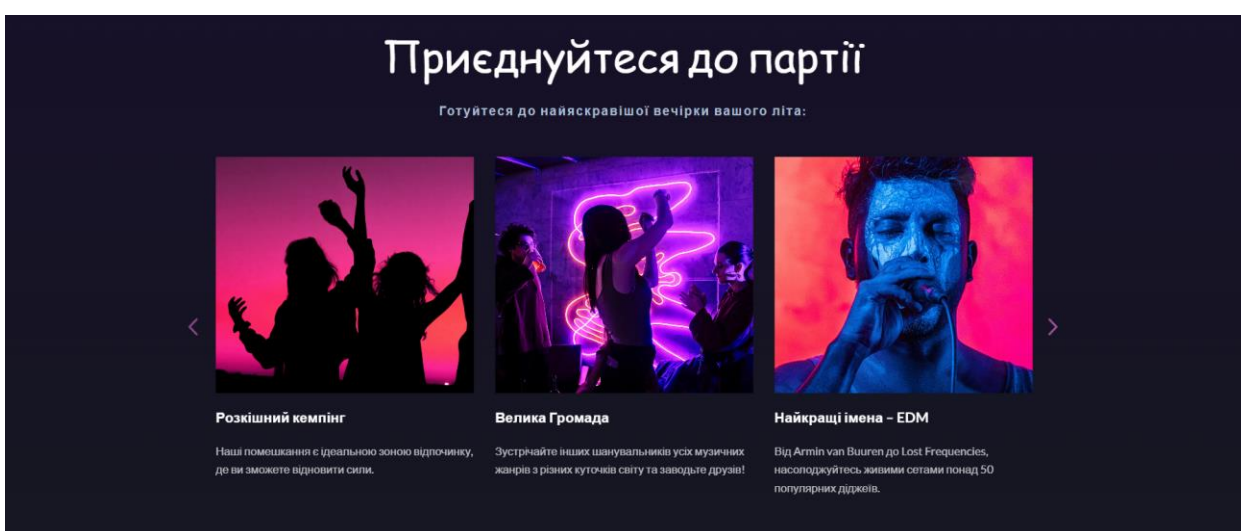 Приєднуйтеся до партії
Готуйтеся до найяскравішої вечірки вашого літа:
Розкішний кемпінг
Наші помешкання є ідеальною зоною відпочинку,
де ви зможете відновити сили.
Велика Громада
Зустрічайте інших шанувальників усіх музичних
жанрів з різних куточків світу та заводьте друзів!
Найкращі імена – EDM
Від Armin van Buuren до Lost Frequencies,
насолоджуйтесь живими сетами понад 50
популярних діджеїв.